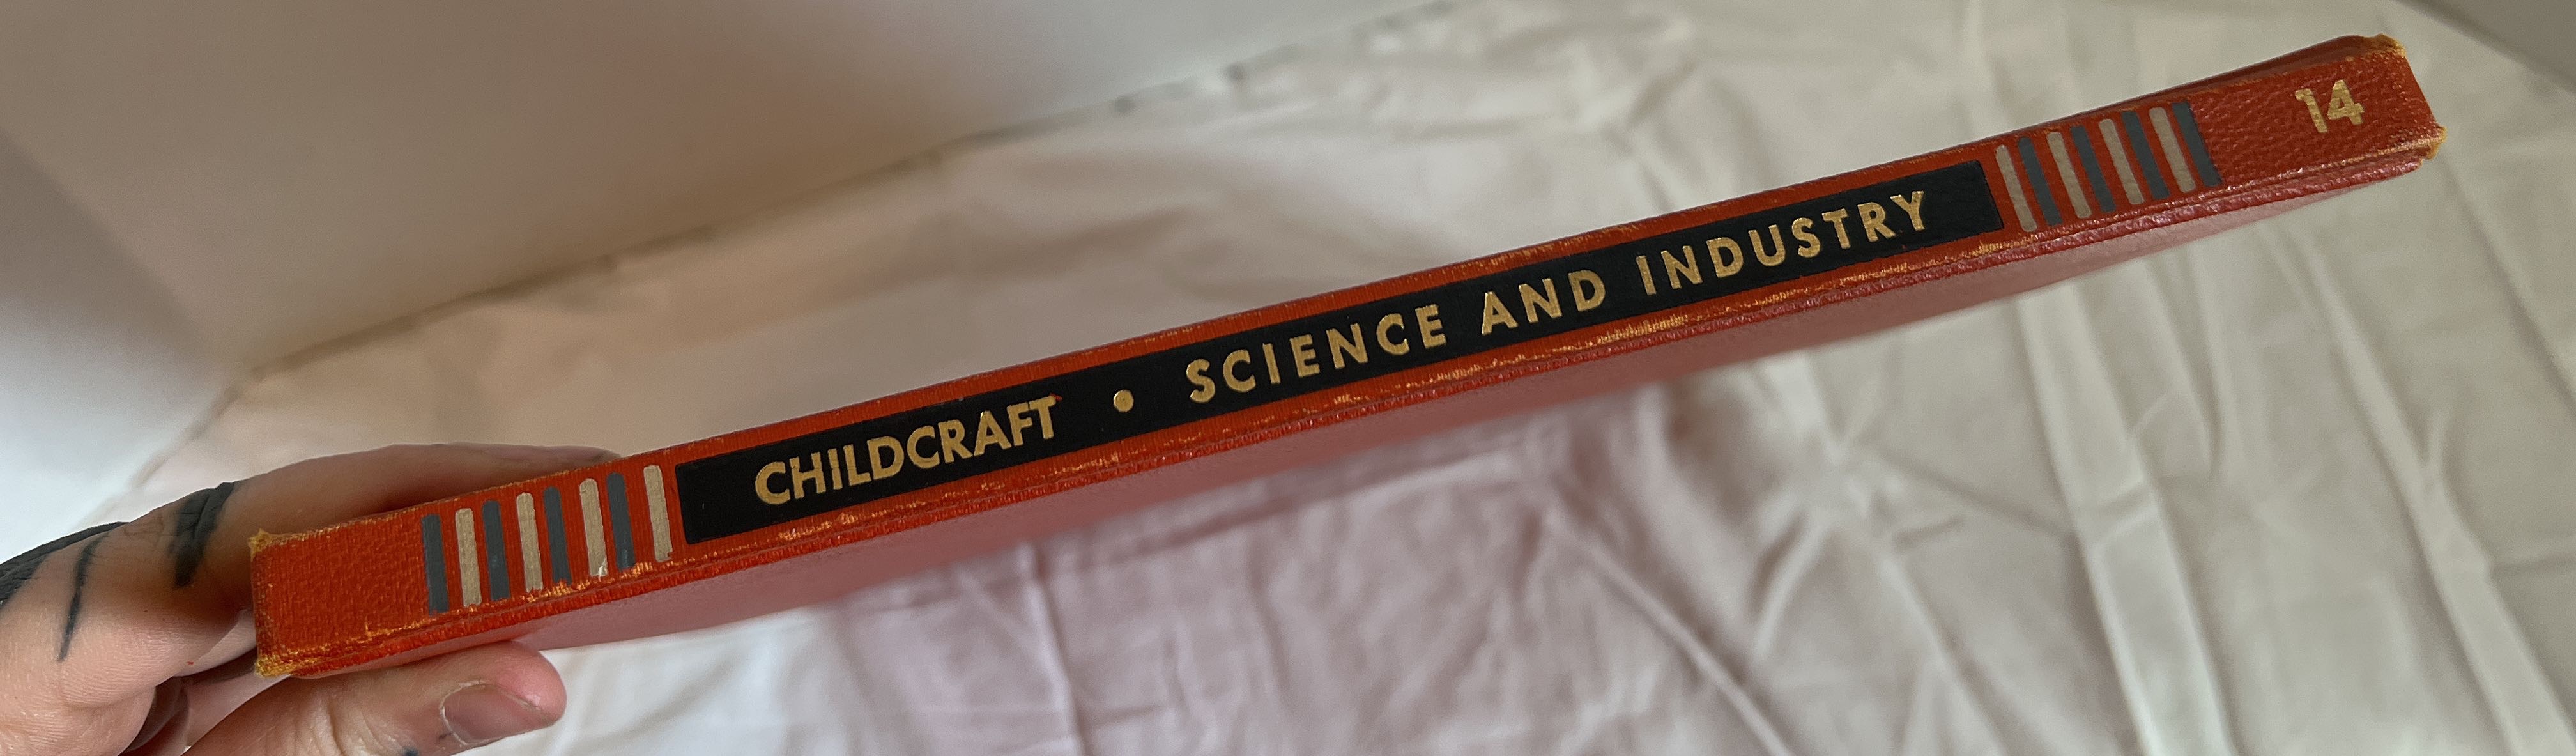 CHILDCRAFT • SCIENCE AND INDUSTRY
14